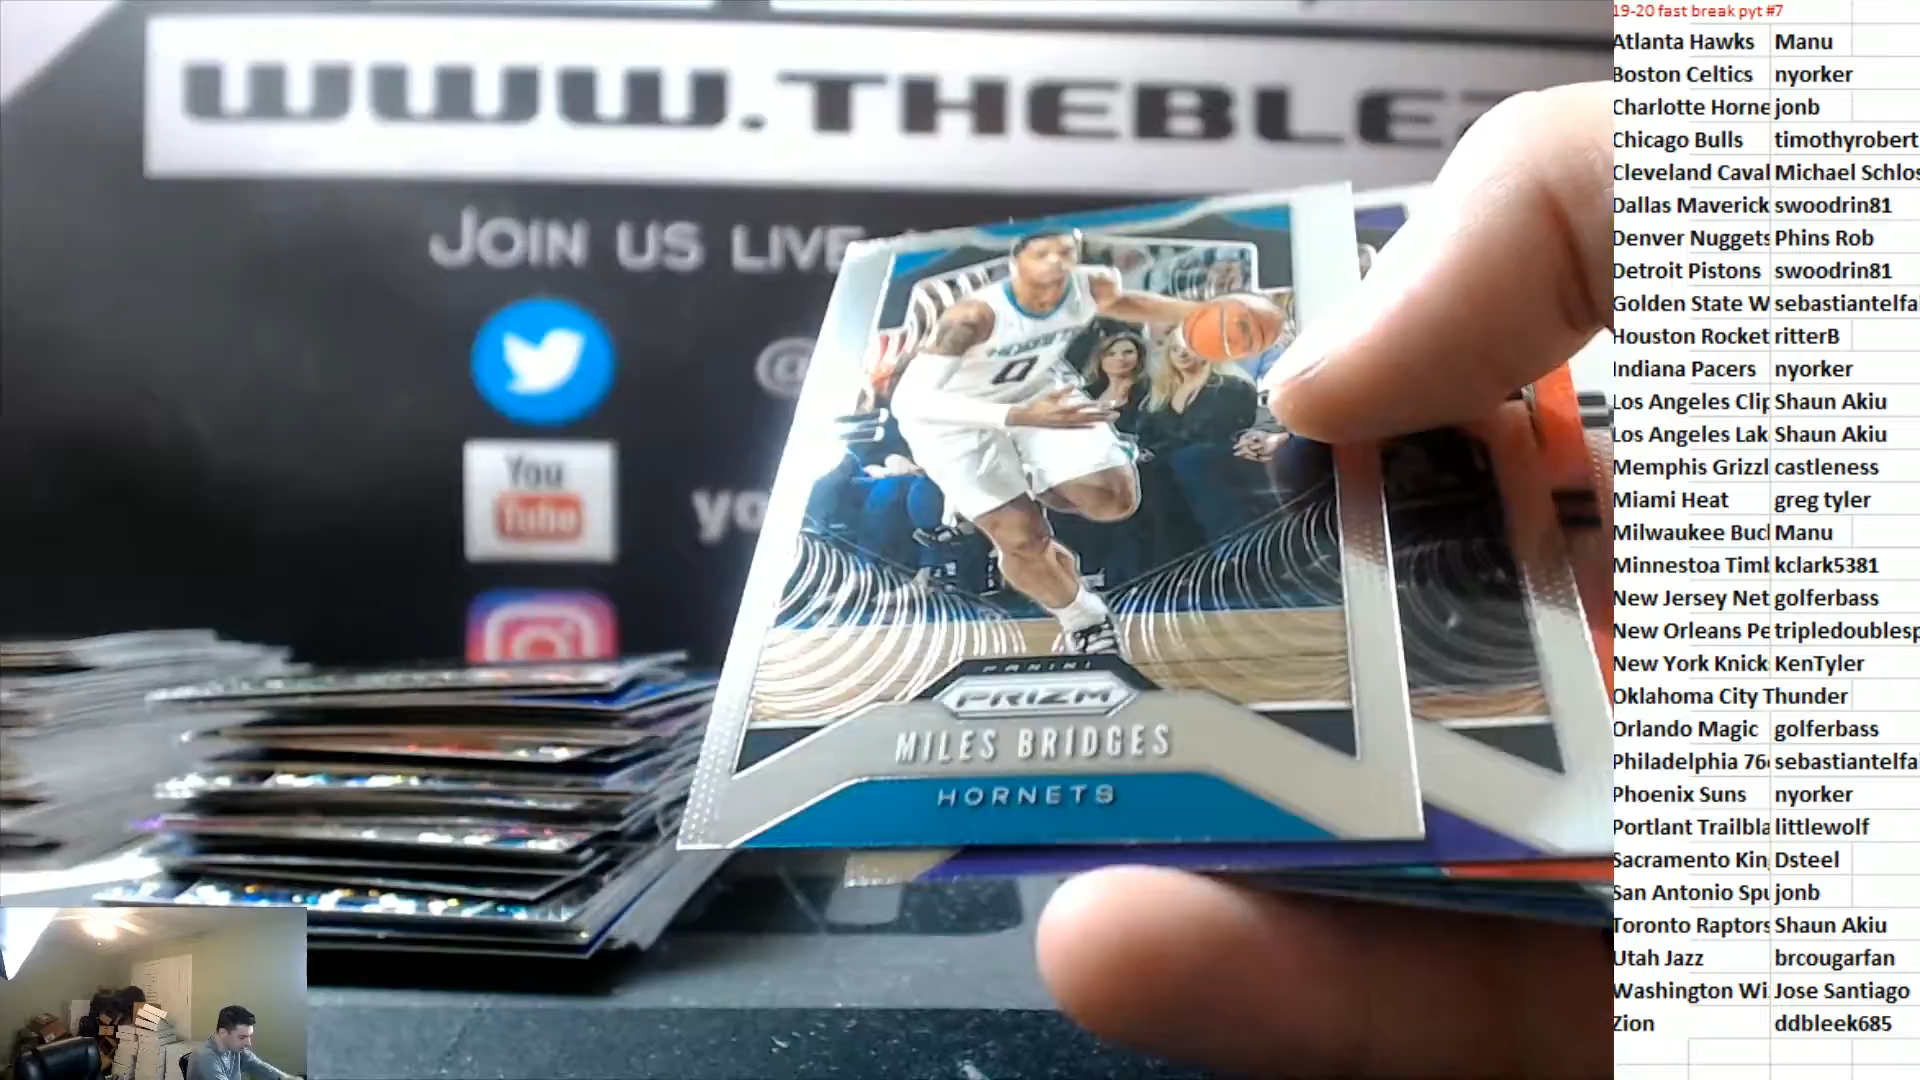 WWW.THEBLEZ
JOIN US LIVE
@
You
Tube
yo
HORNETS
0
PANINI
PRIZM
MILES BRIDGES
HORNETS
19-20 fast break pyt #7
Atlanta Hawks Manu
Boston Celtics nyorker
Charlotte Horne jonb
Chicago Bulls timothyrobert
Cleveland Caval Michael Schlos
Dallas Maverick swoodrin81
Denver Nuggets Phins Rob
Detroit Pistons swoodrin81
Golden State W sebastiantelfai
Houston Rocket ritterB
Indiana Pacers nyorker
Los Angeles Clip Shaun Akiu
Los Angeles Lak Shaun Akiu
Memphis Grizzl castleness
Miami Heat greg tyler
Milwaukee Buc Manu
Minnestoa Timb kclark5381
New Jersey Net golferbass
New Orleans Pe tripledoublesp
New York Knick KenTyler
Oklahoma City Thunder
Orlando Magic golferbass
Philadelphia 76 sebastiantelfai
Phoenix Suns nyorker
Portlant Trailbla littlewolf
Sacramento Kin Dsteel
San Antonio Spu jonb
Toronto Raptors Shaun Akiu
Utah Jazz brcougarfan
Washington Wi Jose Santiago
Zion ddbleek685